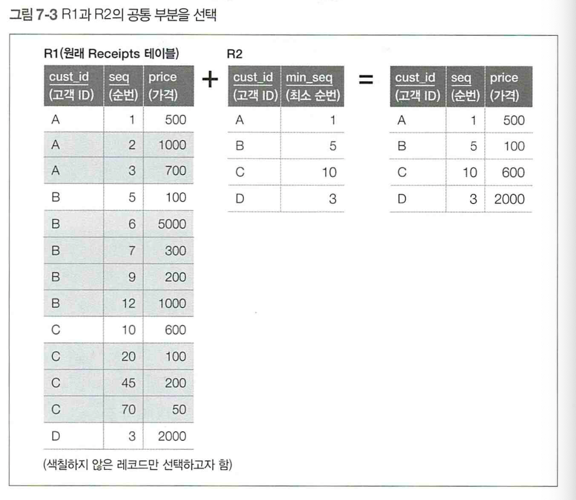 그림 7-3 R1과 R2의 공통 부분을 선택
R1(원래 Receipts 테이블)
cust_id seq price
(고객 ID) (순번) (가격)
A 1 500
A 2 1000
A 3 700
B 5 100
B 6 5000
B 7 300
B 9 200
B 12 1000
C 10 600
C 20 100
C 45 200
C 70 50
D 3 2000
(색칠하지 않은 레코드만 선택하고자 함)
+
R2
cust_id min_seq
(고객 ID) (최소 순번)
A 1
B 5
C 10
D 3
=
cust_id seq price
(고객 ID) (순번) (가격)
A 1 500
B 5 100
C 10 600
D 3 2000